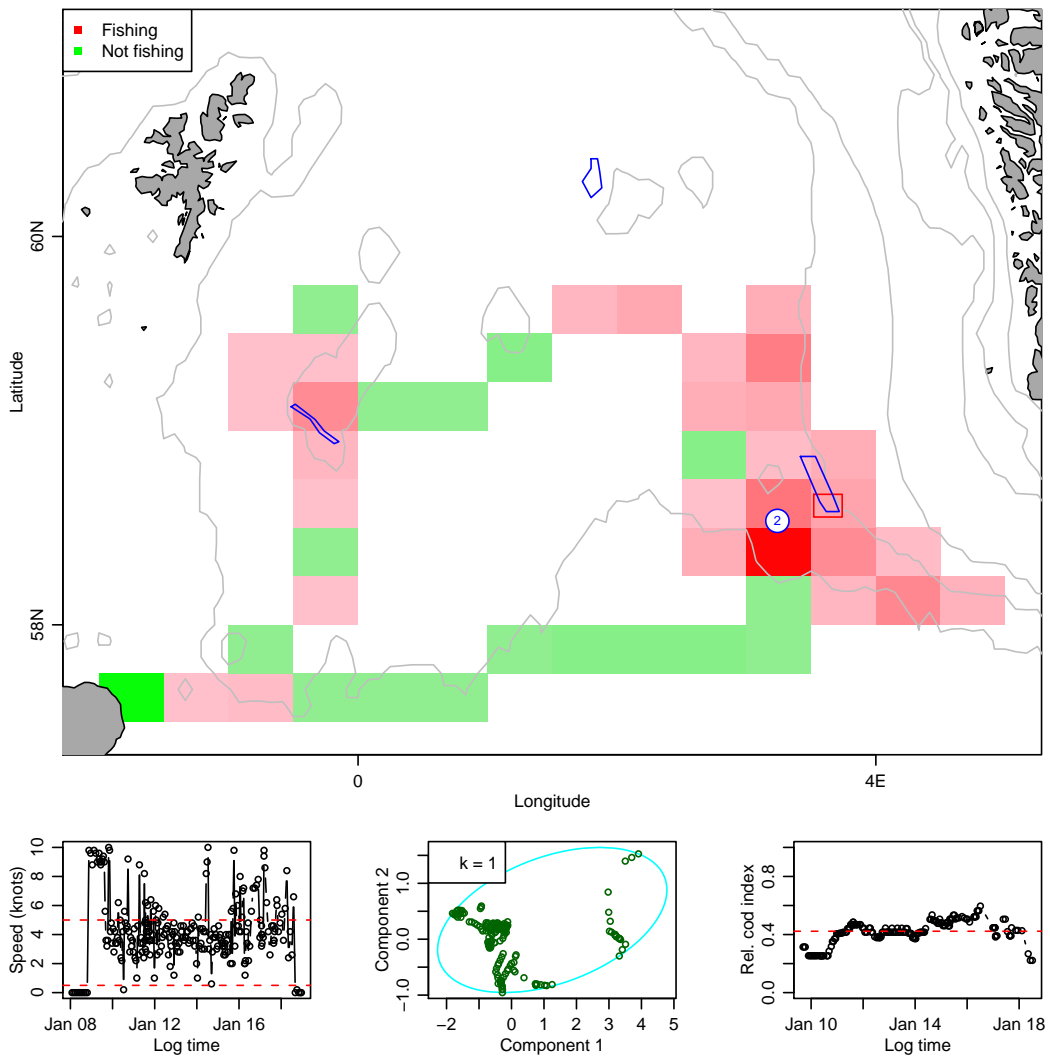 Fishing
Not fishing
60N
58N
Latitude
2
0
4E
Longitude
10
8
6
4
2
0
Speed (knots)
Jan 08
Jan 12
Jan 16
Log time
k = 1
1.0
0.0
−1.0
Component 2
−2
0
1
2
3
4
5
Component 1
0.8
0.4
0.0
Rel. cod index
Jan 10
Jan 14
Jan 18
Log time